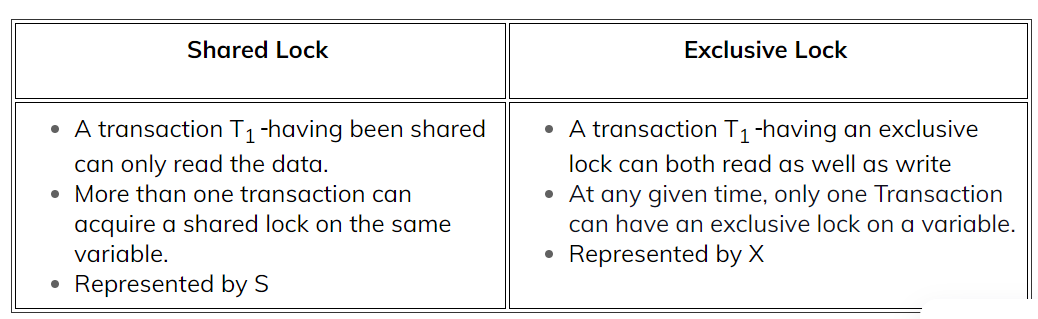 Shared Lock
Exclusive Lock
• A transaction T₁-having been shared
can only read the data.
• More than one transaction can
acquire a shared lock on the same
variable.
• Represented by S
• A transaction T₁-having an exclusive
lock can both read as well as write
• At any given time, only one Transaction
can have an exclusive lock on a variable.
• Represented by X